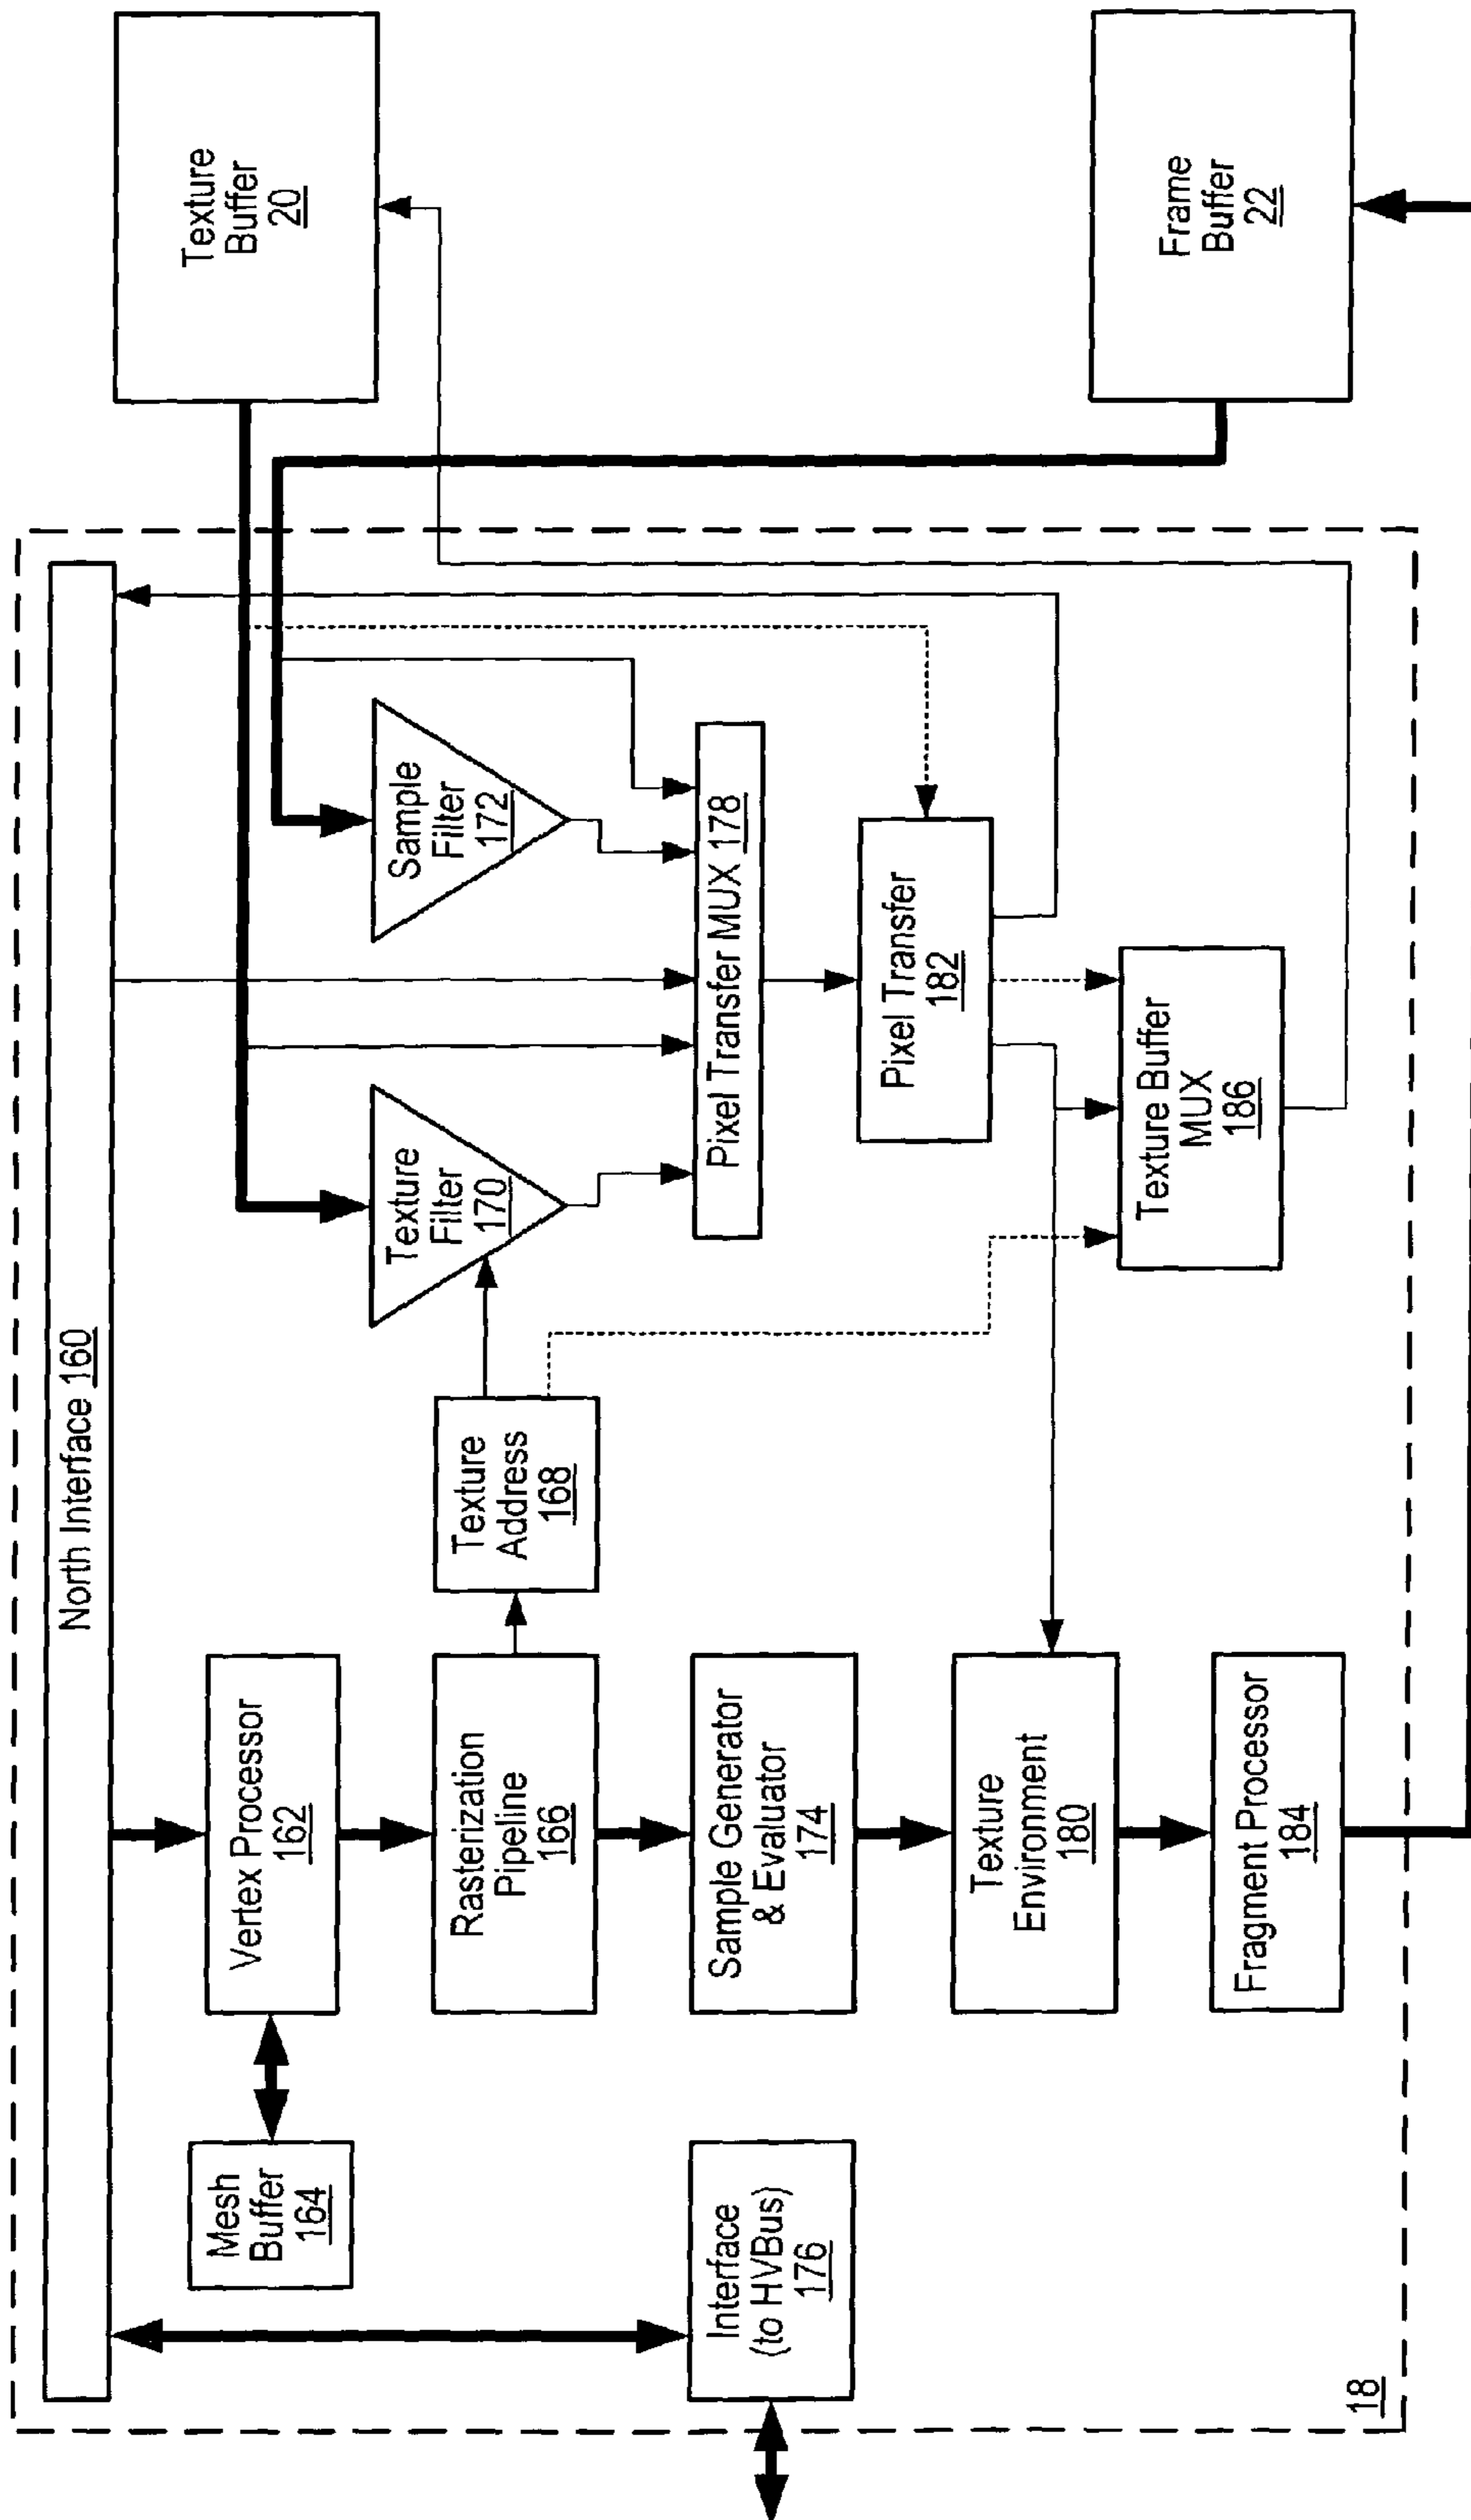 North Interface 160
Mesh
Buffer
164
Vertex Processor
162
Rasterization
Pipeline
166
Texture
Address
168
Texture
Filter
170
Sample
Filter
172
Texture
Buffer
20
Interface
(to HVBus)
176
Sample Generator
& Evaluator
174
Pixel Transfer MUX 178
Texture
Environment
180
Pixel Transfer
182
Fragment Processor
184
Texture Buffer
MUX
186
Frame
Buffer
22
18